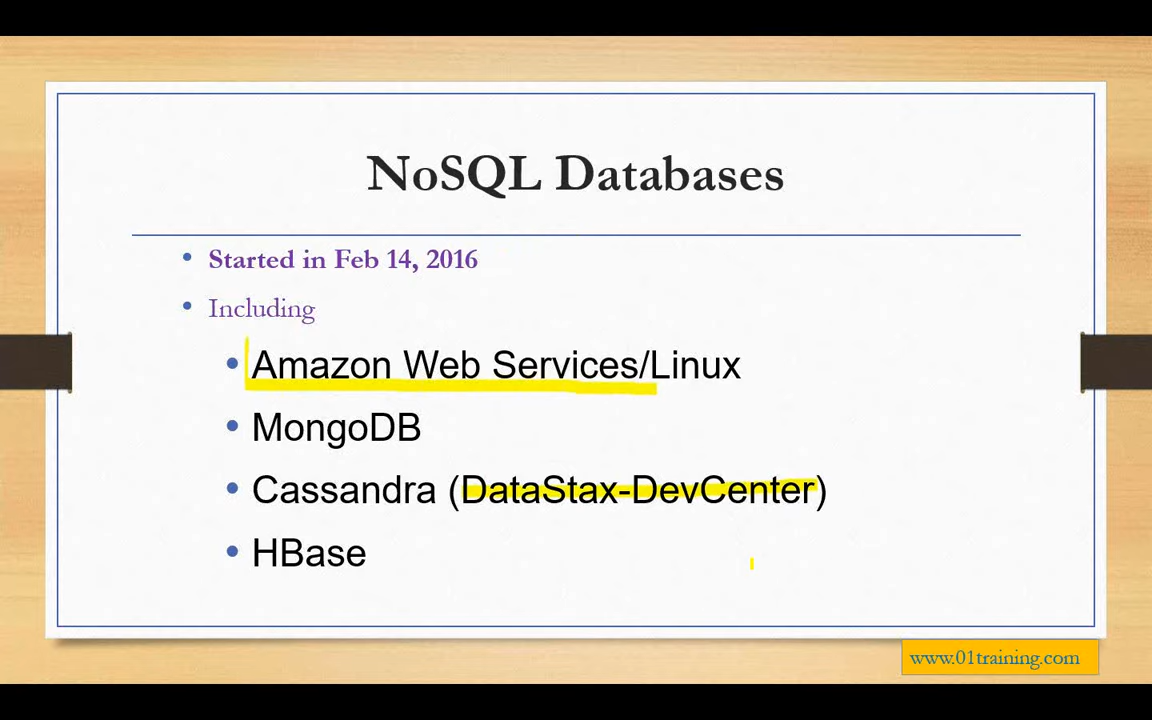 NoSQL Databases
• Started in Feb 14, 2016
• Including
• Amazon Web Services/Linux
• MongoDB
• Cassandra (DataStax-DevCenter)
• HBase
www.01training.com